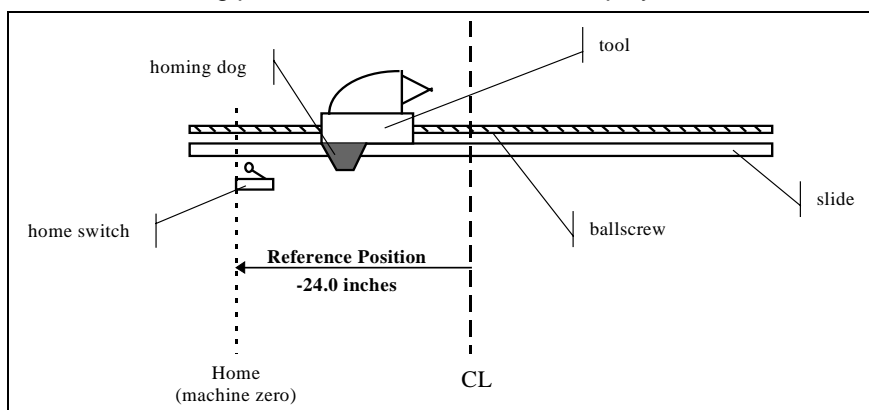 tool
homing dog
slide
home switch
ballscrew
Reference Position
-24.0 inches
Home
(machine zero)
CL